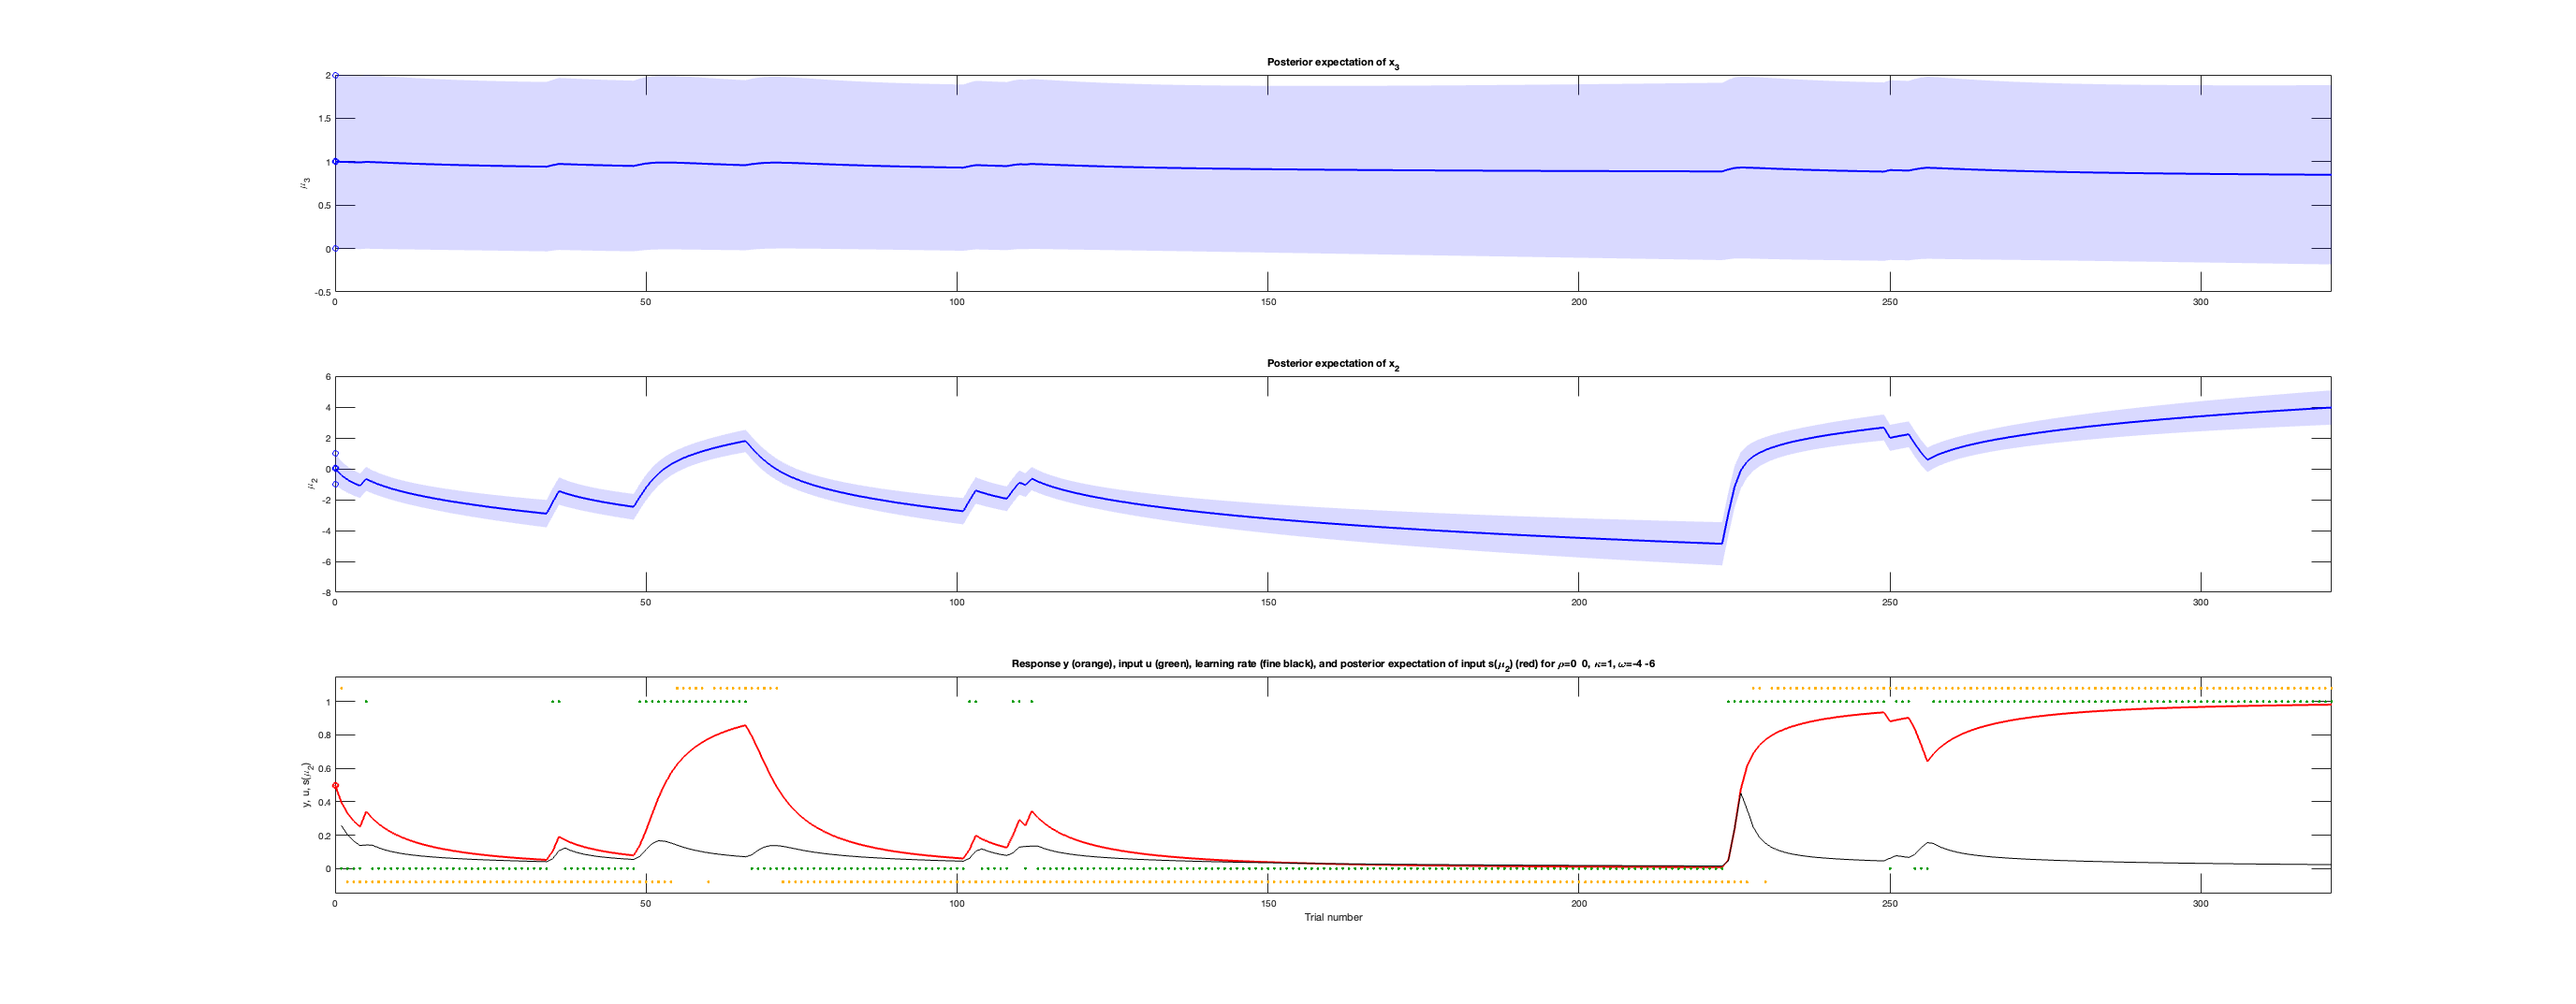 Posterior expectation of x3
μ3
2
1.5
1
0.5
0
-0.5
0 50 100 150 200 250 300
Posterior expectation of x2
μ2
6
4
2
0
-2
-4
-6
-8
0 50 100 150 200 250 300
Response y (orange), input u (green), learning rate (fine black), and posterior expectation of input s(μ2) (red) for ρ=0 0, κ=1, ω=-4 -6
y, u, s(μ2)
1
0.8
0.6
0.4
0.2
0
0 50 100 150 200 250 300
Trial number